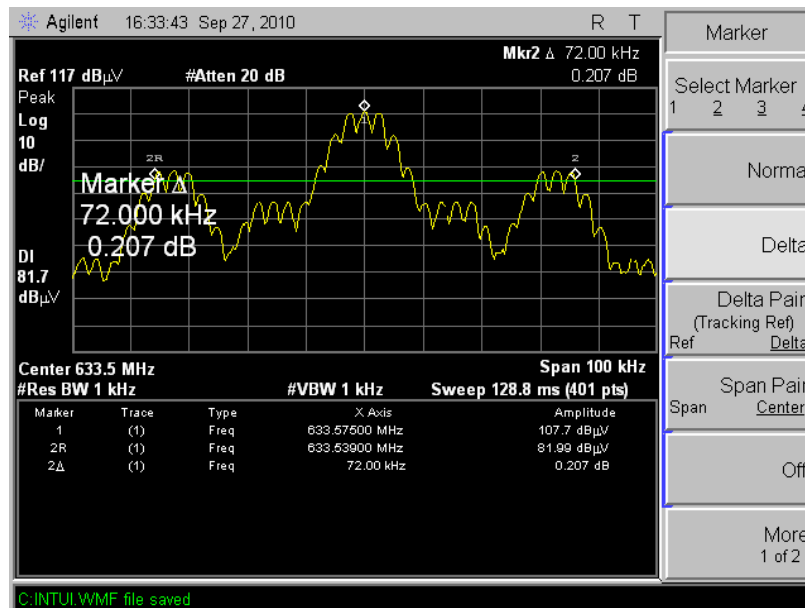 Agilent 16:33:43 Sep 27, 2010 R T
Mkr2 Δ 72.00 kHz
Ref 117 dBµV #Atten 20 dB 0.207 dB
Peak
Log
10
dB/
1
2R
2
Marker Δ
72.000 kHz
0.207 dB
DI
81.7
dBµV
Center 633.5 MHz Span 100 kHz
#Res BW 1 kHz #VBW 1 kHz Sweep 128.8 ms (401 pts)
Marker Trace Type X Axis Amplitude
1 (1) Freq 633.57500 MHz 107.7 dBµV
2R (1) Freq 633.53900 MHz 81.99 dBµV
2Δ (1) Freq 72.00 kHz 0.207 dB
C:INTUI.WMF file saved
Marker
Select Marker
1 2 3 4
Norma
Delta
Delta Pair
(Tracking Ref)
Ref Delta
Span Pair
Span Center
Off
More
1 of 2